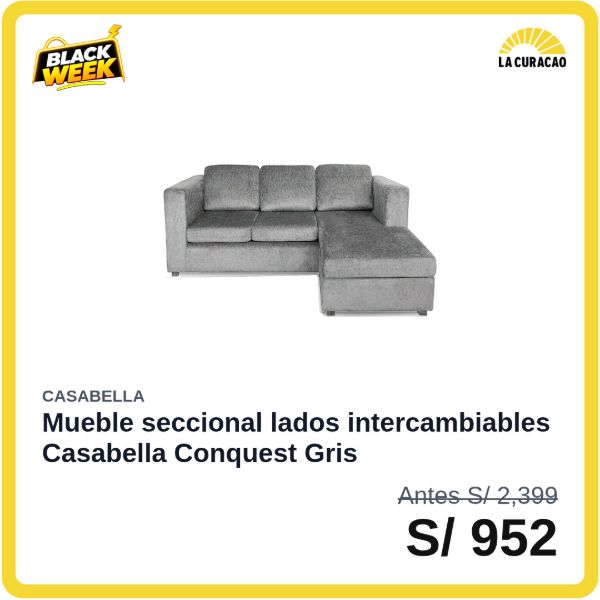 BLACK
WEEK
LA CURACAO
CASABELLA
Mueble seccional lados intercambiables
Casabella Conquest Gris
Antes S/ 2,399
S/ 952